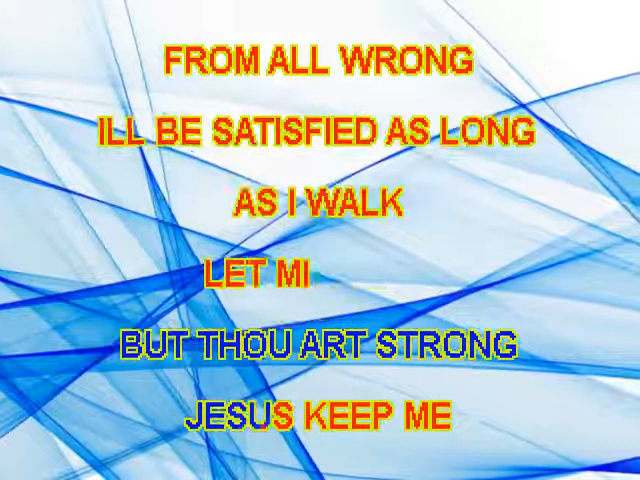 FROM ALL WRONG
ILL BE SATISFIED AS LONG
AS I WALK
LET MI
BUT THOU ART STRONG
JESUS KEEP ME